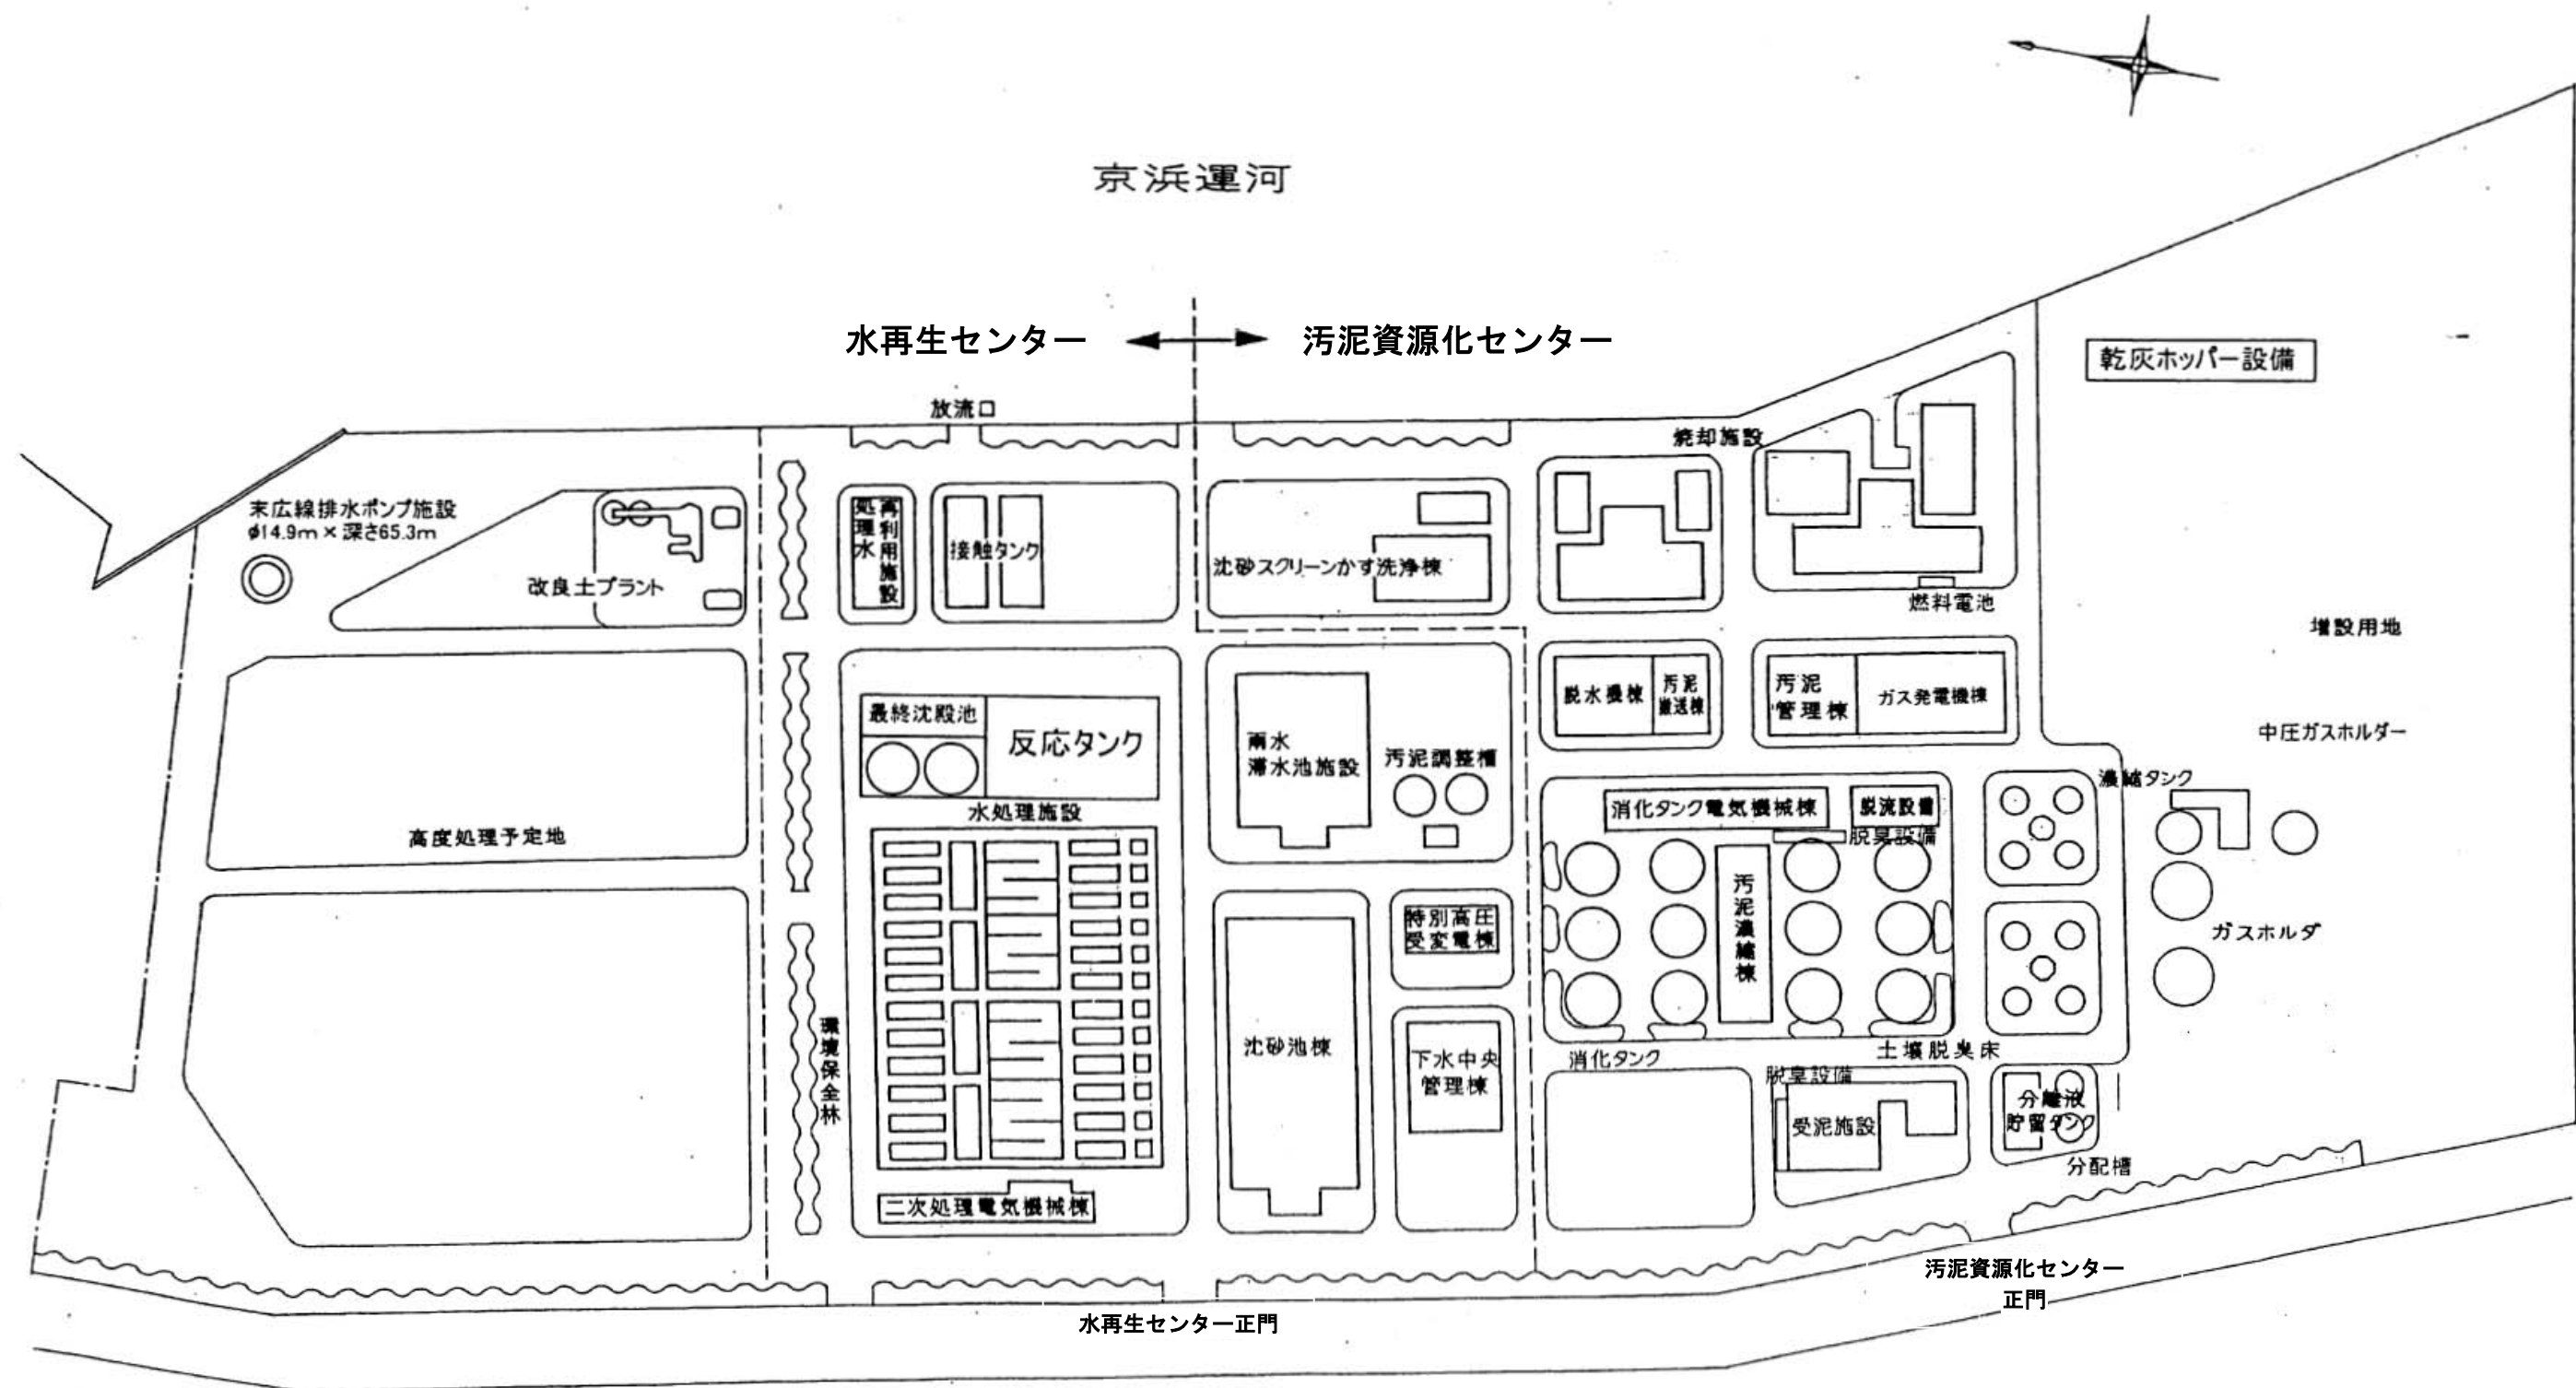 京浜運河
水再生センター
汚泥資源化センター
乾灰ホッパー設備
放流口
焼却施設
末広線排水ポンプ施設
φ14.9m×深さ65.3m
改良土プラント
再利用施設
処理水
接触タンク
沈砂スクリーンかす洗浄棟
燃料電池
増設用地
最終沈殿池
反応タンク
雨水
滞水池施設
汚泥調整槽
脱水機棟
汚泥
搬送棟
汚泥
管理棟
ガス発電機棟
中圧ガスホルダー
水処理施設
高度処理予定地
消化タンク電気機械棟
脱流設備
脱臭設備
濃縮タンク
汚泥濃縮棟
特別高圧
受変電棟
ガスホルダ
環境保全林
沈砂池棟
下水中央
管理棟
消化タンク
土壌脱臭床
脱臭設備
受泥施設
分離液
貯留タンク
分配槽
二次処理電気機械棟
汚泥資源化センター
正門
水再生センター正門